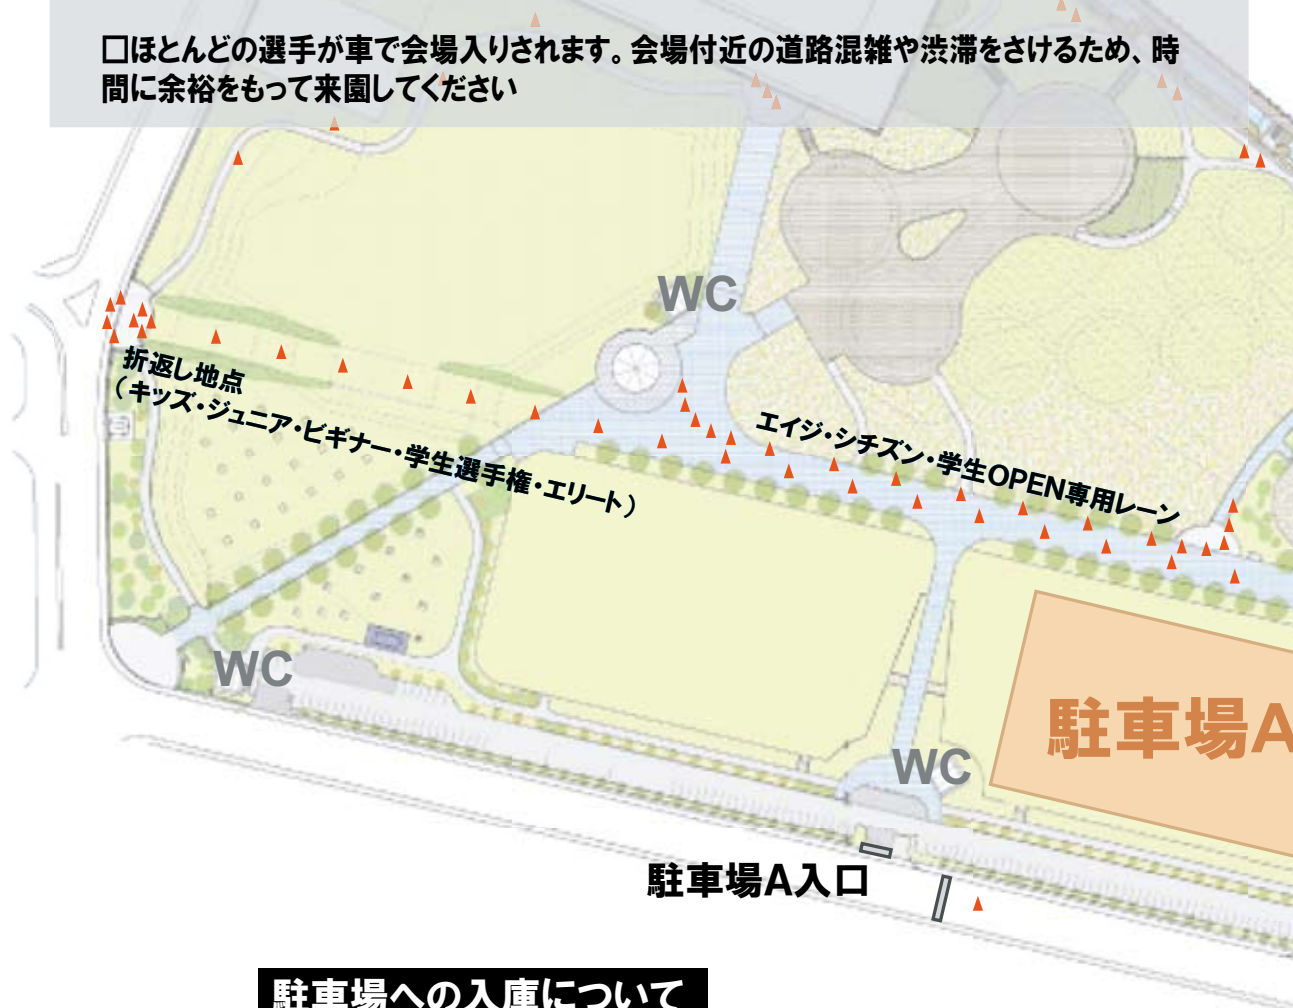 □ほとんどの選手が車で会場入りされます。会場付近の道路混雑や渋滞をさけるため、時
間に余裕をもって来園してください
WC
折返し地点
（キッズ・ジュニア・ビギナー・学生選手権・エリート）
エイジ・シチズン・学生OPEN専用レーン
WC
駐車場A
WC
駐車場A入口
駐車場への入庫について